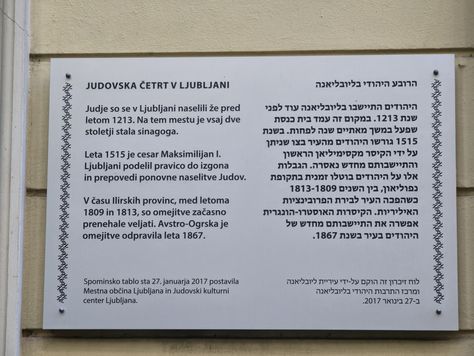 JUDOVSKA ČETRT V LJUBLJANI
Judje so se v Ljubljani naselili že pred
letom 1213. Na tem mestu je vsaj dve
stoletji stala sinagoga.
Leta 1515 je cesar Maksimilijan I.
Ljubljani podelil pravico do izgona
in prepovedi ponovne naselitve Judov.
V času Ilirskih provinc, med letoma
1809 in 1813, so omejitve začasno
prenehale veljati. Avstro-Ogrska je
omejitve odpravila leta 1867.
Spominsko tablo sta 27. januarja 2017 postavila
Mestna občina Ljubljana in Judovski kulturni
center Ljubljana.
הרובע היהודי בליובליאנה
היהודים התיישבו בליובליאנה עוד לפני
שנת 1213. במקום זה עמד בית כנסת
שפעל במשך מאתיים שנה לפחות. בשנת
1515 גורשו היהודים מהעיר בצו שניתן
על ידי הקיסר מקסימיליאן הראשון
והתיישבותם מחדש נאסרה. הגבלות
אלו על היהודים בוטלו זמנית בתקופת
נפוליאון, בין השנים 1813-1809
כשהפכה העיר לבירת הפרובינציות
האיליריות. הקיסרות האוסטרו-הונגרית
אפשרה את התיישבותם מחדש של
היהודים בעיר בשנת 1867.
לוח זיכרון זה הוקם על-ידי עיריית ליובליאנה
ומרכז התרבות היהודי בליובליאנה
ב-27 בינואר 2017.